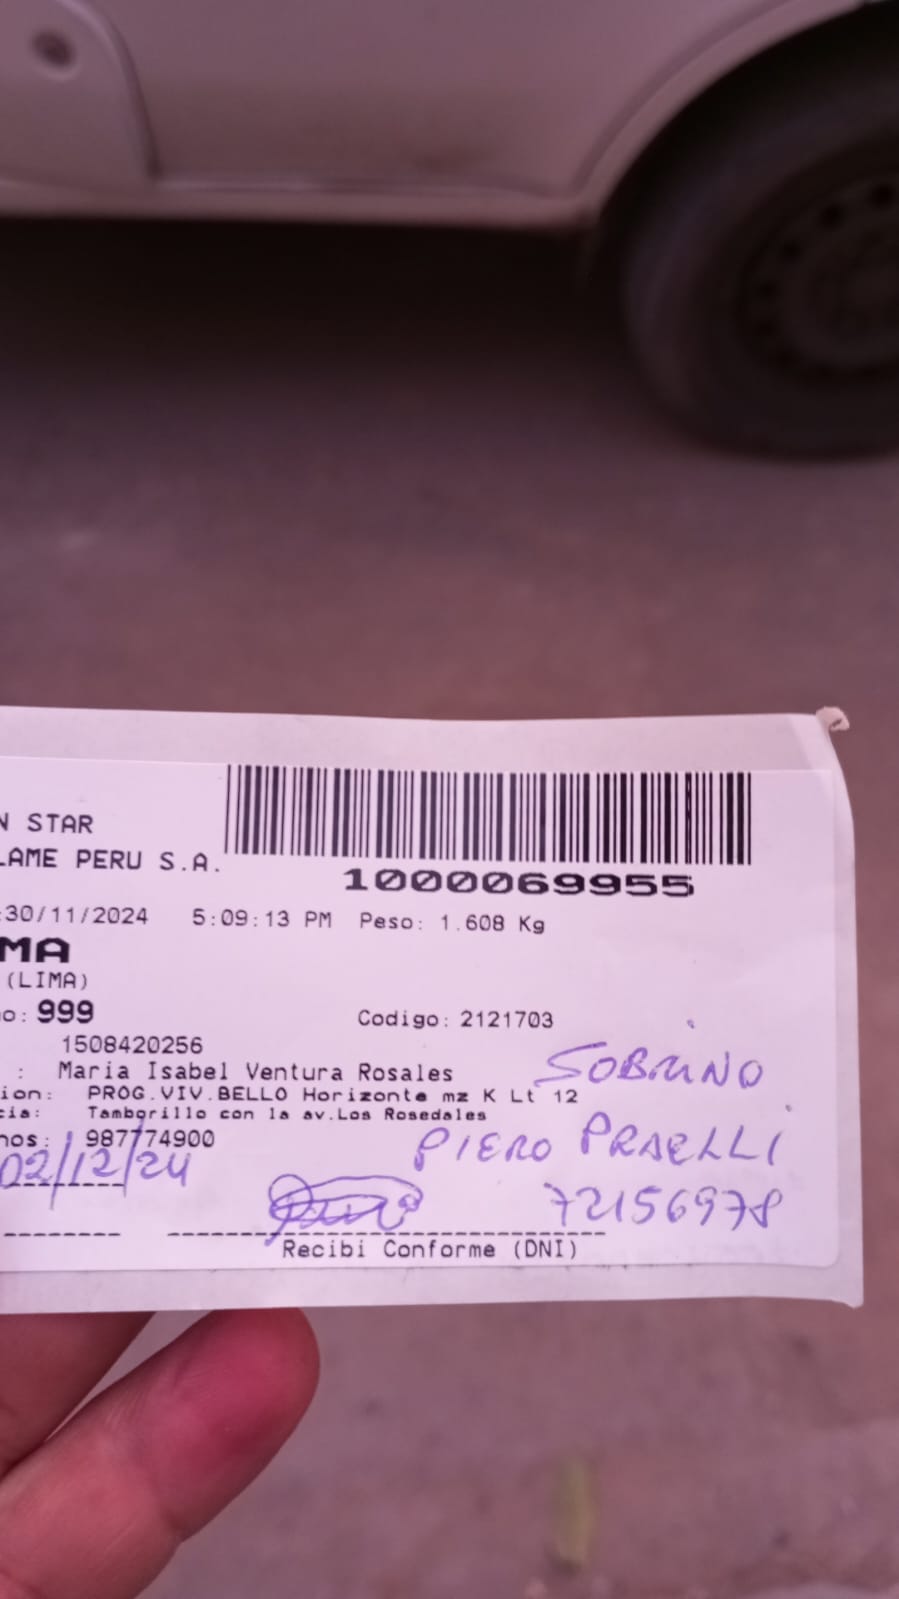 N STAR
LAME PERU S.A.
1000069955
:30/11/2024 5:09:13 PM Peso: 1.608 Kg
MA
(LIMA)
o: 999 Codigo: 2121703
1508420256
: Maria Isabel Ventura Rosales
SOBRINO
ion: PROG.VIV.BELLO Horizonte mz K Lt 12
cia: Tamborillo con la av.Los Rosedales
nos: 987774900
PIERO PRAELLI
02/12/24
72156978
Recibi Conforme (DNI)